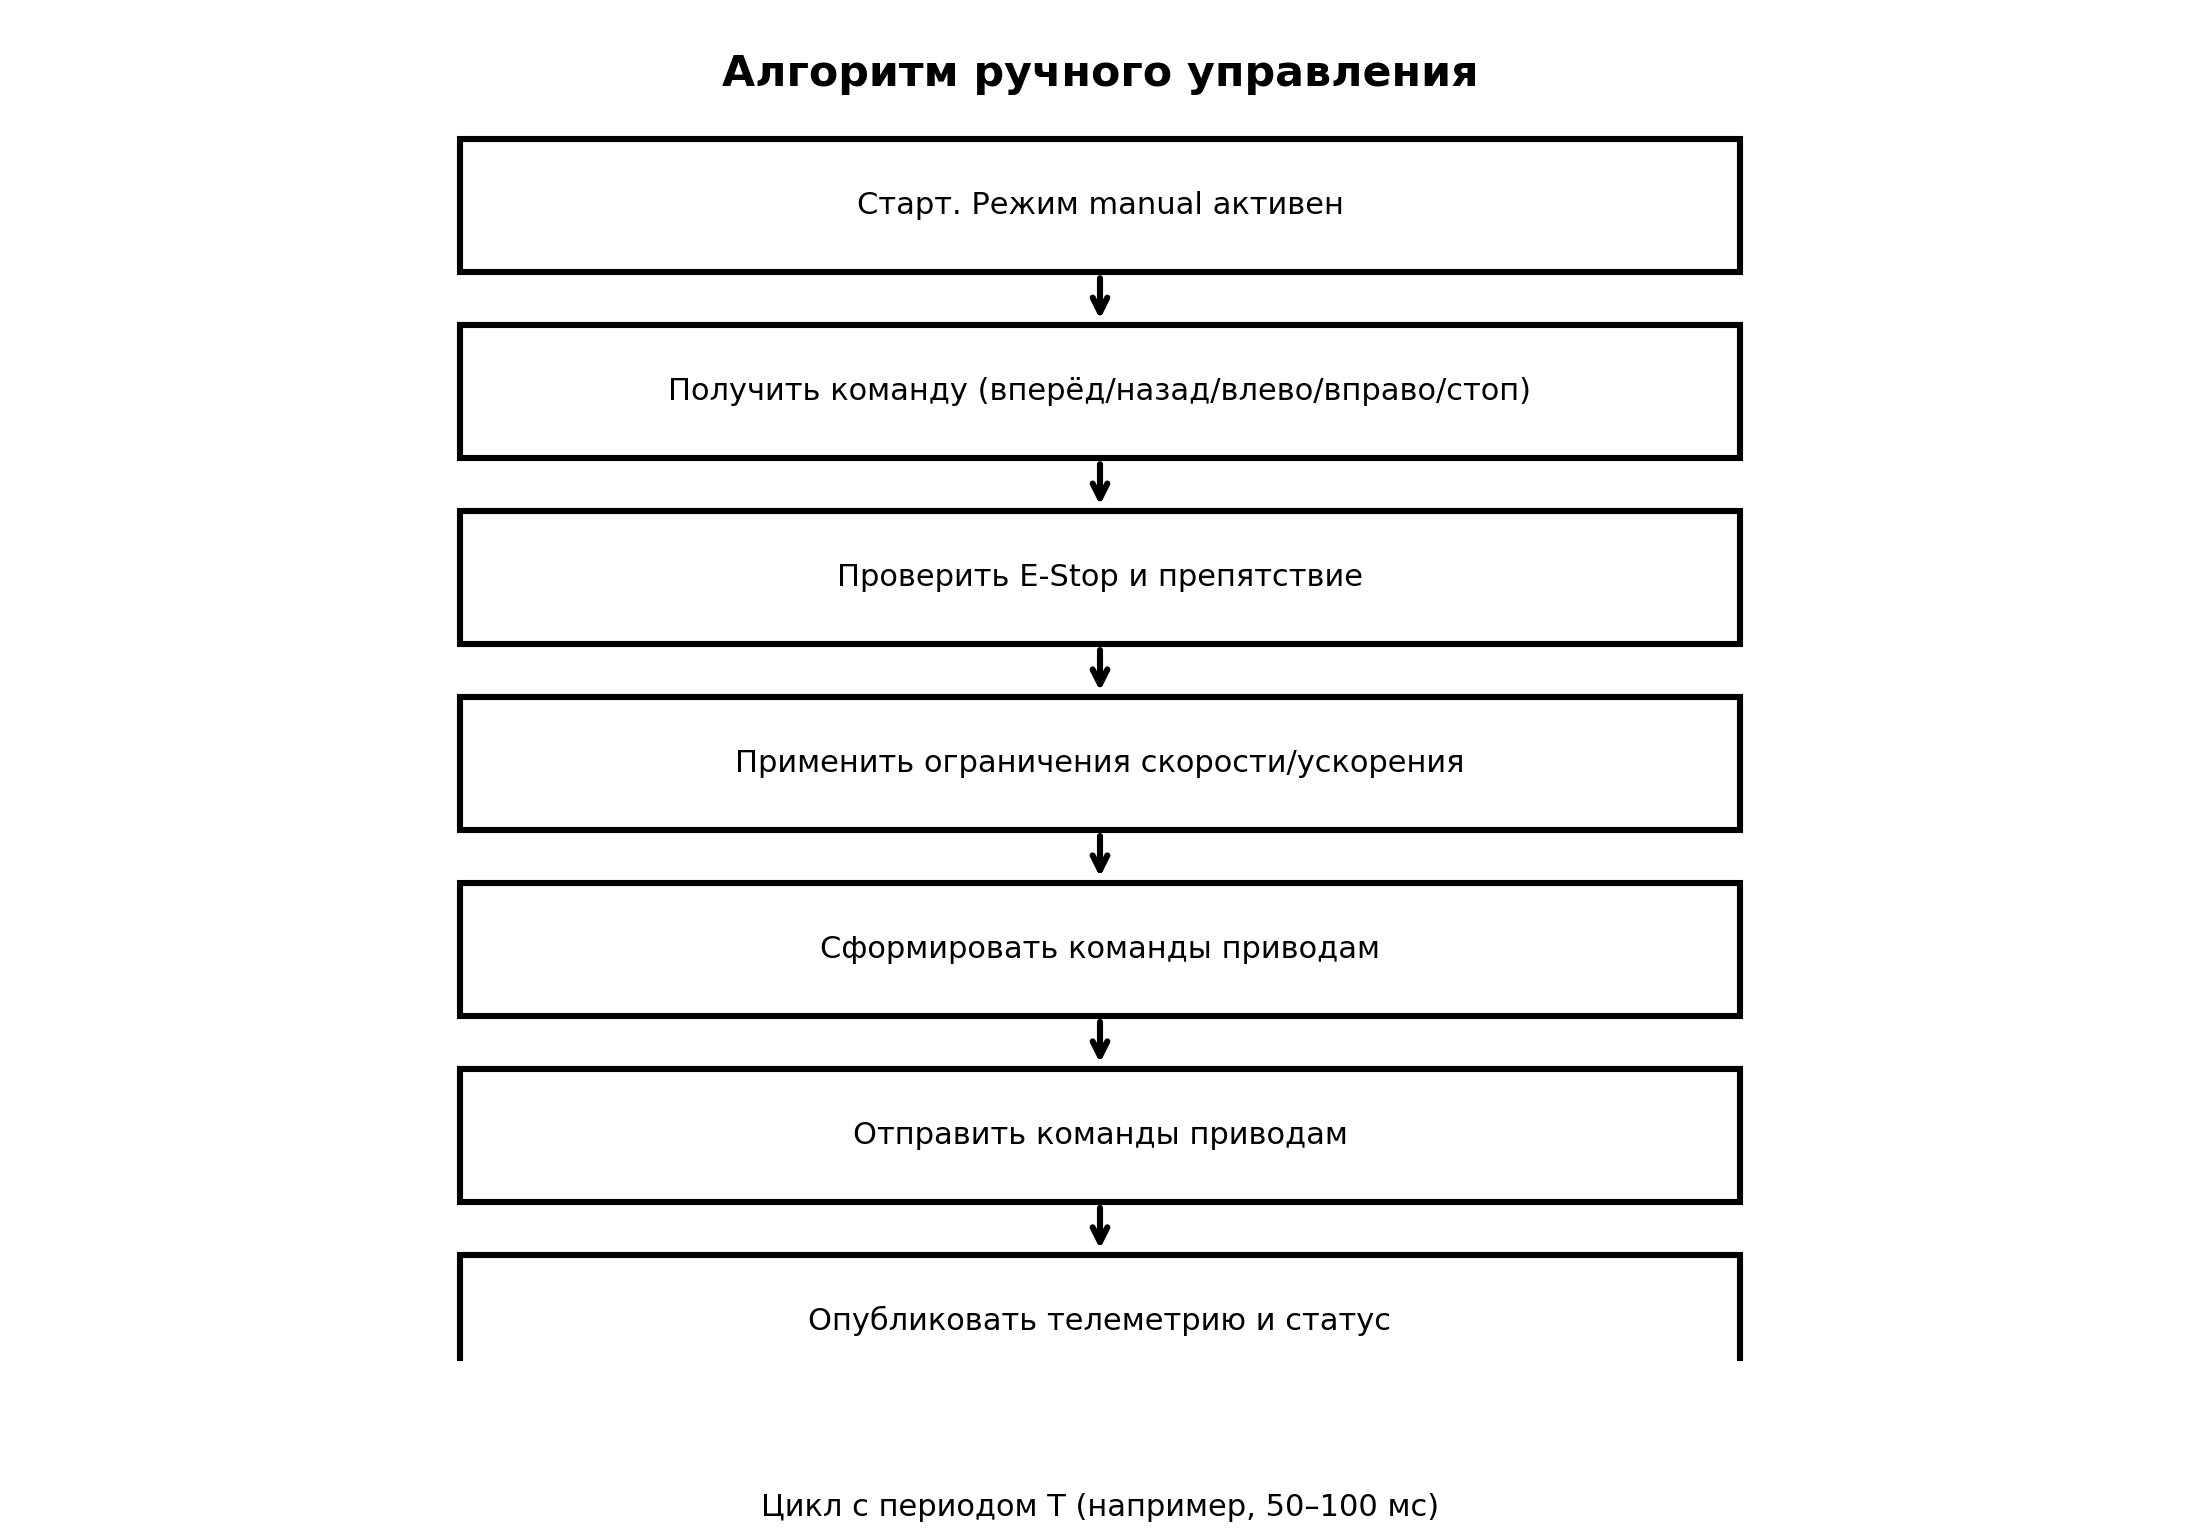 Алгоритм ручного управления
Старт. Режим manual активен
Получить команду (вперёд/назад/влево/вправо/стоп)
Проверить E-Stop и препятствие
Применить ограничения скорости/ускорения
Сформировать команды приводам
Отправить команды приводам
Опубликовать телеметрию и статус
Цикл с периодом T (например, 50–100 мс)